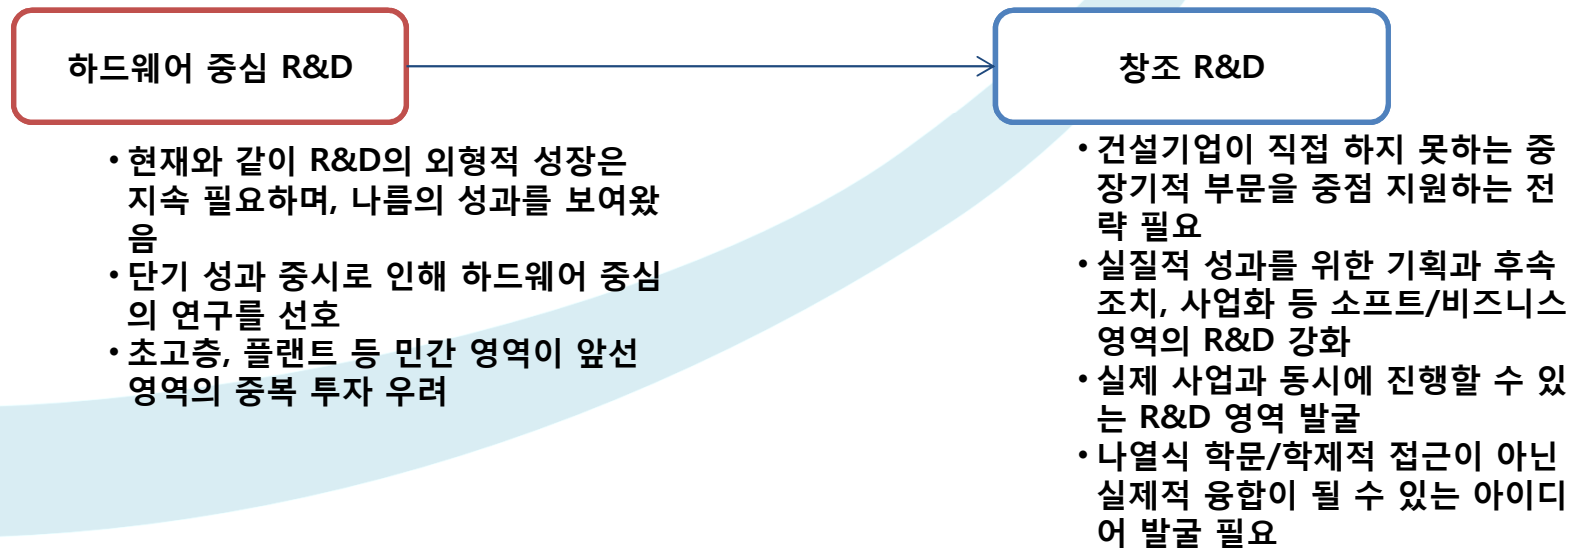 하드웨어 중심 R&D
• 현재와 같이 R&D의 외형적 성장은
지속 필요하며, 나름의 성과를 보여왔
음
• 단기 성과 중시로 인해 하드웨어 중심
의 연구를 선호
• 초고층, 플랜트 등 민간 영역이 앞선
영역의 중복 투자 우려
창조 R&D
• 건설기업이 직접 하지 못하는 중
장기적 부문을 중점 지원하는 전
략 필요
• 실질적 성과를 위한 기획과 후속
조치, 사업화 등 소프트/비즈니스
영역의 R&D 강화
• 실제 사업과 동시에 진행할 수 있
는 R&D 영역 발굴
• 나열식 학문/학제적 접근이 아닌
실제적 융합이 될 수 있는 아이디
어 발굴 필요